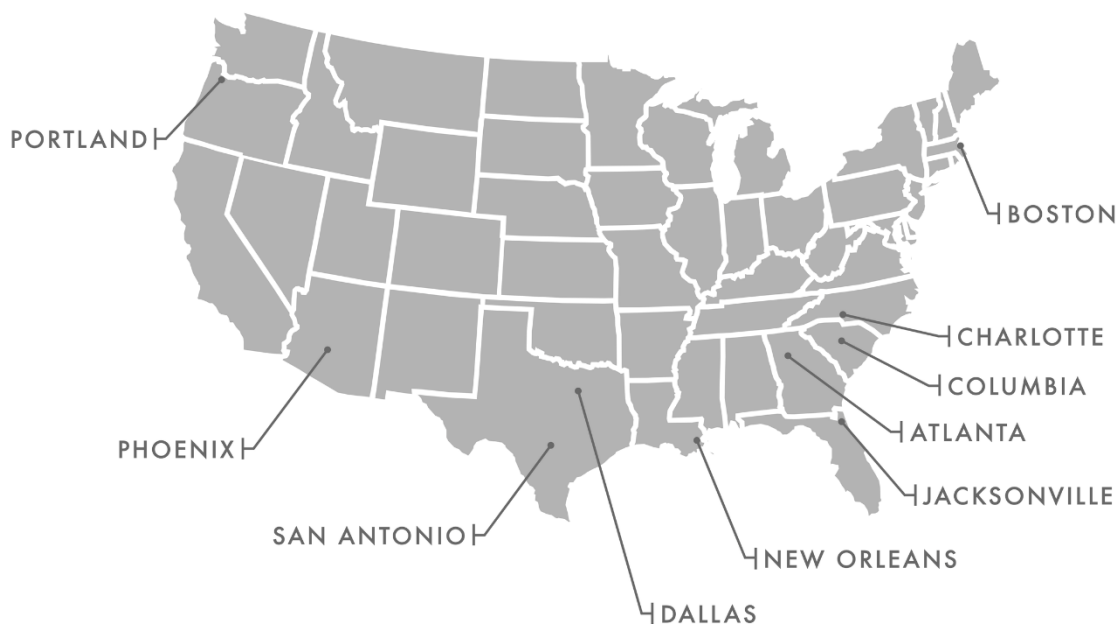 PORTLAND
BOSTON
CHARLOTTE
COLUMBIA
ATLANTA
PHOENIX
JACKSONVILLE
SAN ANTONIO
NEW ORLEANS
DALLAS